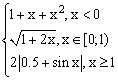 1 + x + x², x < 0
√1 + 2x, x ∈ [0;1)
2|0.5 + sin x|, x ≥ 1